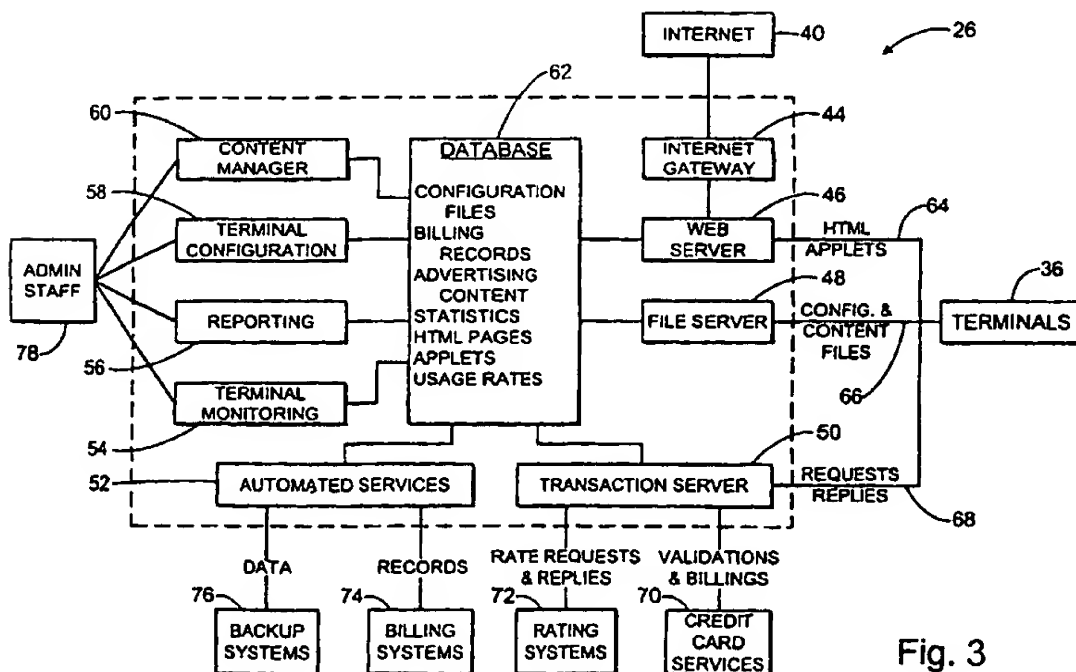 INTERNET
40
26
62
60
44
CONTENT
MANAGER
DATABASE
INTERNET
GATEWAY
58
CONFIGURATION
FILES
46
64
TERMINAL
CONFIGURATION
BILLING
RECORDS
WEB
SERVER
HTML
APPLETS
ADMIN
STAFF
ADVERTISING
CONTENT
48
36
78
REPORTING
STATISTICS
FILE SERVER
CONFIG. &
CONTENT
FILES
TERMINALS
56
HTML PAGES
APPLETS
USAGE RATES
66
TERMINAL
MONITORING
54
50
52
AUTOMATED SERVICES
TRANSACTION SERVER
REQUESTS
REPLIES
68
DATA
RECORDS
RATE REQUESTS
& REPLIES
VALIDATIONS
& BILLINGS
76
74
72
70
BACKUP
SYSTEMS
BILLING
SYSTEMS
RATING
SYSTEMS
CREDIT
CARD
SERVICES
Fig. 3